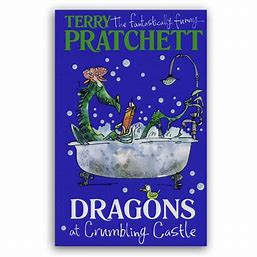 TERRY The fantastically funny
PRATCHETT
DRAGONS
at Crumbling Castle